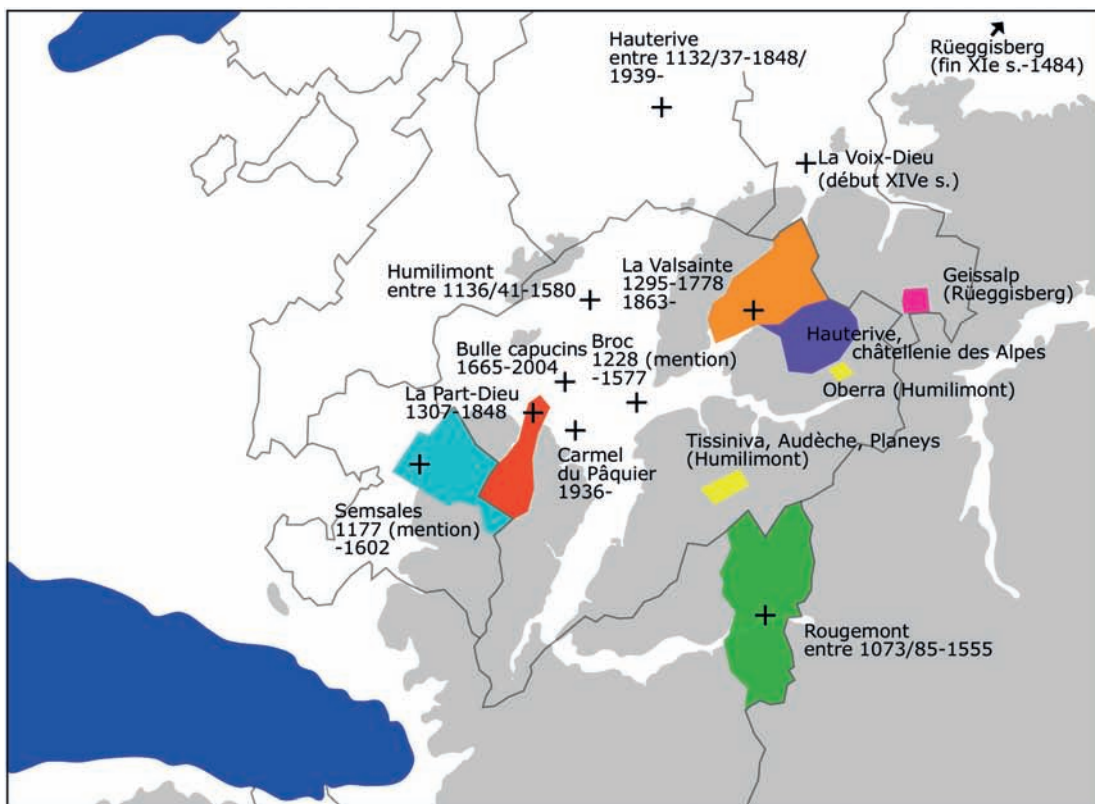 Hauterive
entre 1132/37-1848/
1939-
Rüeggisberg
(fin XIe s.-1484)
La Voix-Dieu
(début XIVe s.)
Humilimont
entre 1136/41-1580
La Valsainte
1295-1778
1863-
Geissalp
(Rüeggisberg)
Bulle capucins
1665-2004
Broc
1228 (mention)
-1577
Hauterive,
châtellenie des Alpes
La Part-Dieu
1307-1848
Oberra (Humilimont)
Carmel
du Pâquier
1936-
Tissiniva, Audèche, Planeys
(Humilimont)
Semsales
1177 (mention)
-1602
Rougemont
entre 1073/85-1555